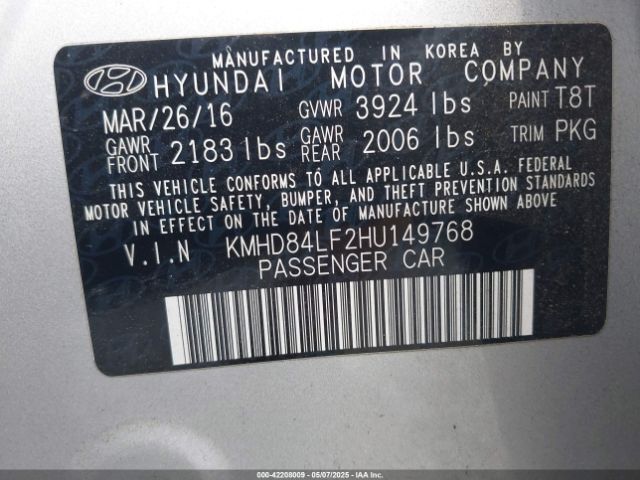 MANUFACTURED IN KOREA BY
HYUNDAI MOTOR COMPANY
MAR/26/16 GVWR 3924 lbs PAINT T8T
GAWR FRONT 2183 lbs GAWR REAR 2006 lbs TRIM PKG
THIS VEHICLE CONFORMS TO ALL APPLICABLE U.S.A. FEDERAL
MOTOR VEHICLE SAFETY, BUMPER, AND THEFT PREVENTION STANDARDS
IN EFFECT ON THE DATE OF MANUFACTURE SHOWN ABOVE
V.I.N KMHD84LF2HU149768
PASSENGER CAR
000-42208009 - 05/07/2025 - IAAI.COM